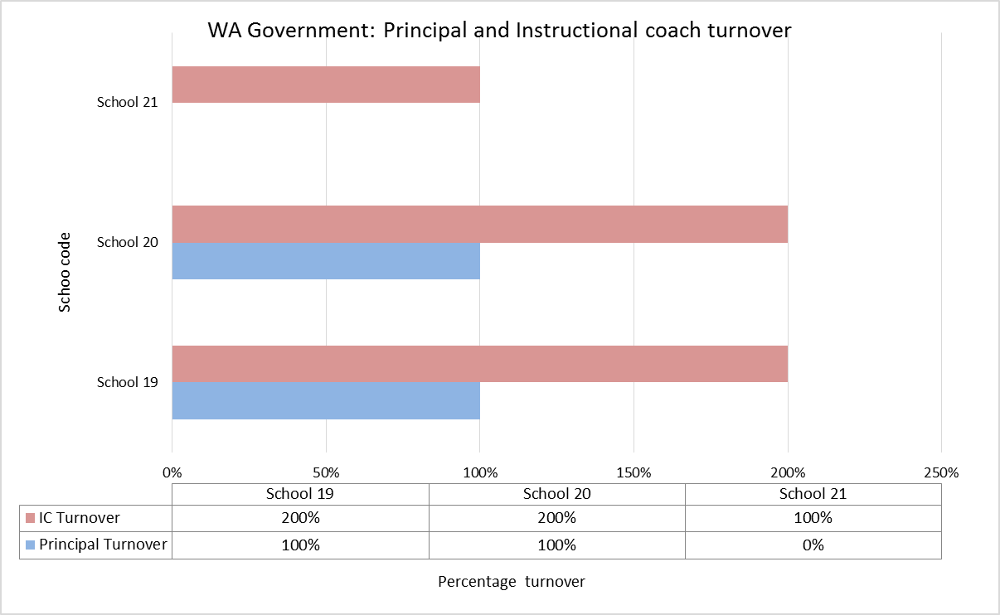 WA Government: Principal and Instructional coach turnover
School 21
School 20
School 19
Schoo code
0% 50% 100% 150% 200% 250%
School 19 School 20 School 21
IC Turnover 200% 200% 100%
Principal Turnover 100% 100% 0%
Percentage turnover